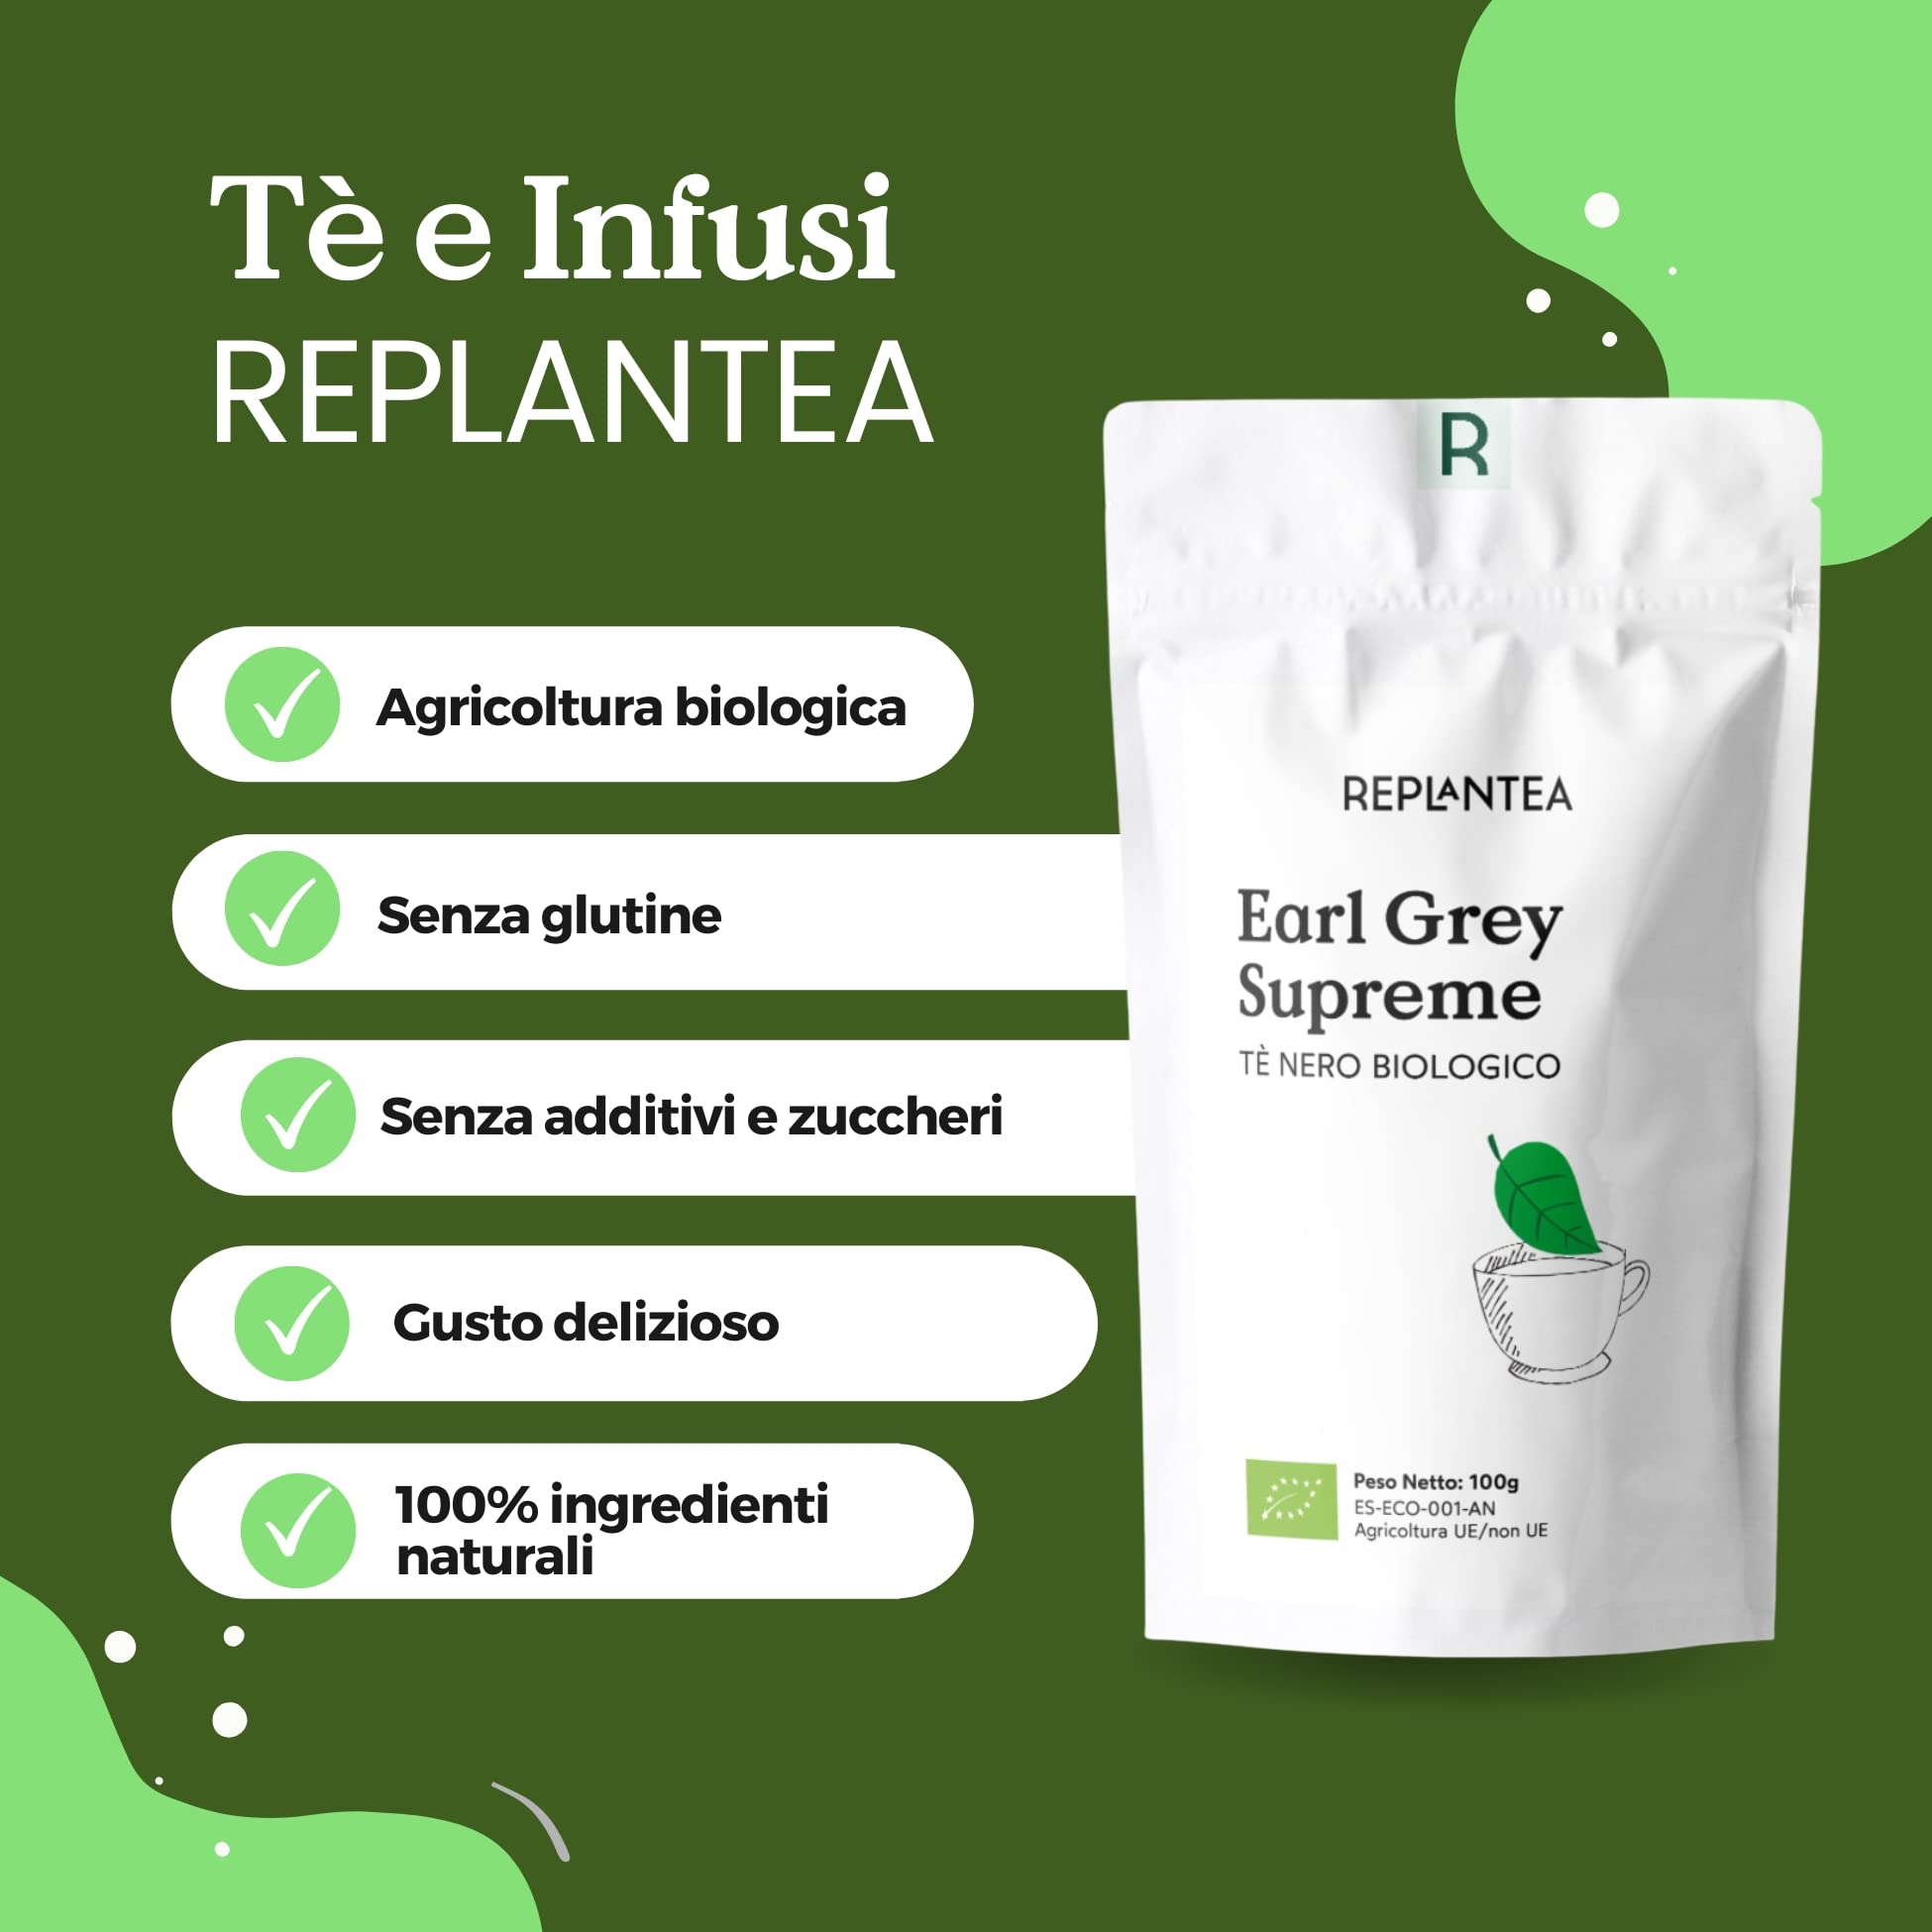 Tè e Infusi
REPLANTEA
Agricoltura biologica
Senza glutine
Senza additivi e zuccheri
Gusto delizioso
100% ingredienti
naturali
R
REPLANTEA
Earl Grey
Supreme
TÈ NERO BIOLOGICO
Peso Netto: 100g
ES-ECO-001-AN
Agricoltura UE/non UE